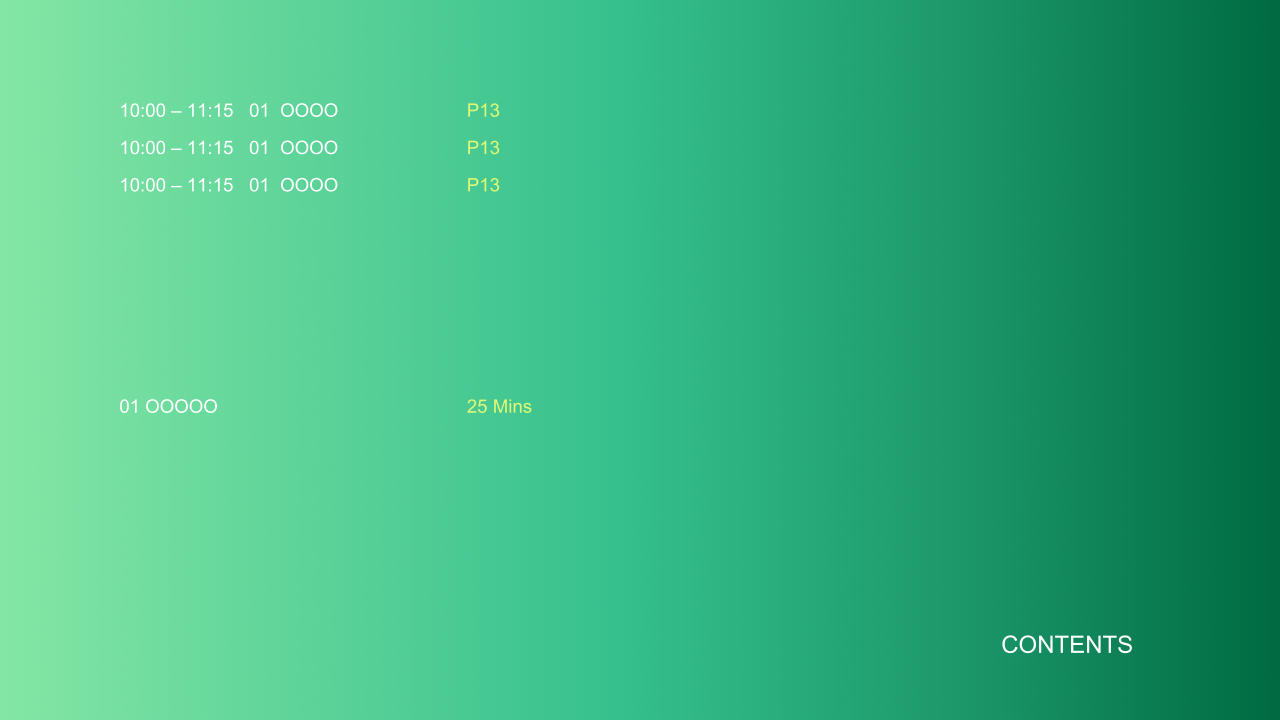 10:00 – 11:15 01 OOOO P13
10:00 – 11:15 01 OOOO P13
10:00 – 11:15 01 OOOO P13
01 OOOOO 25 Mins
CONTENTS